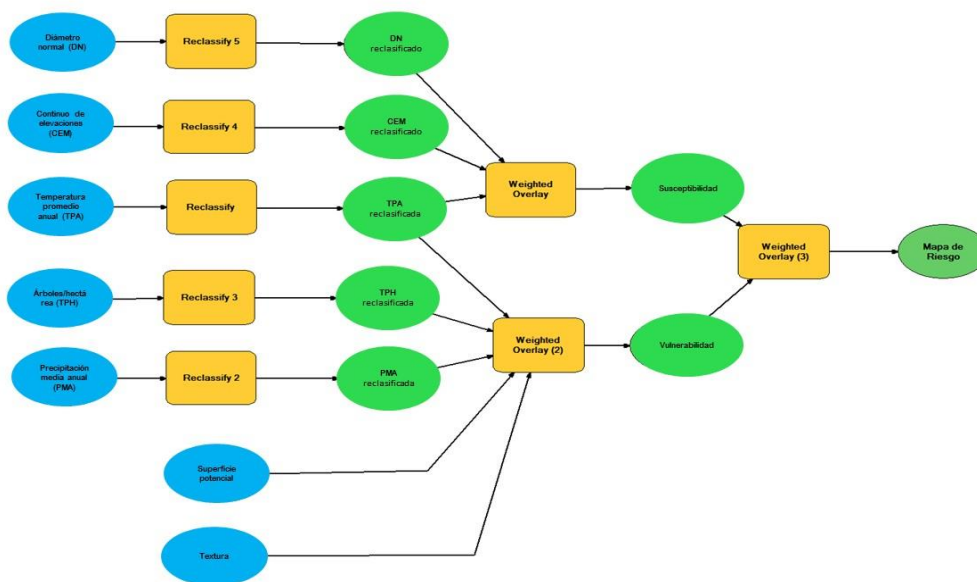 Diámetro
normal (DN)
Reclassify 5
DN
reclasificado
Continuo de
elevaciones
(CEM)
Reclassify 4
CEM
reclasificado
Temperatura
promedio
anual (TPA)
Reclassify
TPA
reclasificada
Weighted
Overlay
Susceptibilidad
Árboles/hectá
rea (TPH)
Reclassify 3
TPH
reclasificada
Weighted
Overlay (3)
Mapa de
Riesgo
Precipitación
media anual
(PMA)
Reclassify 2
PMA
reclasificada
Weighted
Overlay (2)
Vulnerabilidad
Superficie
potencial
Textura